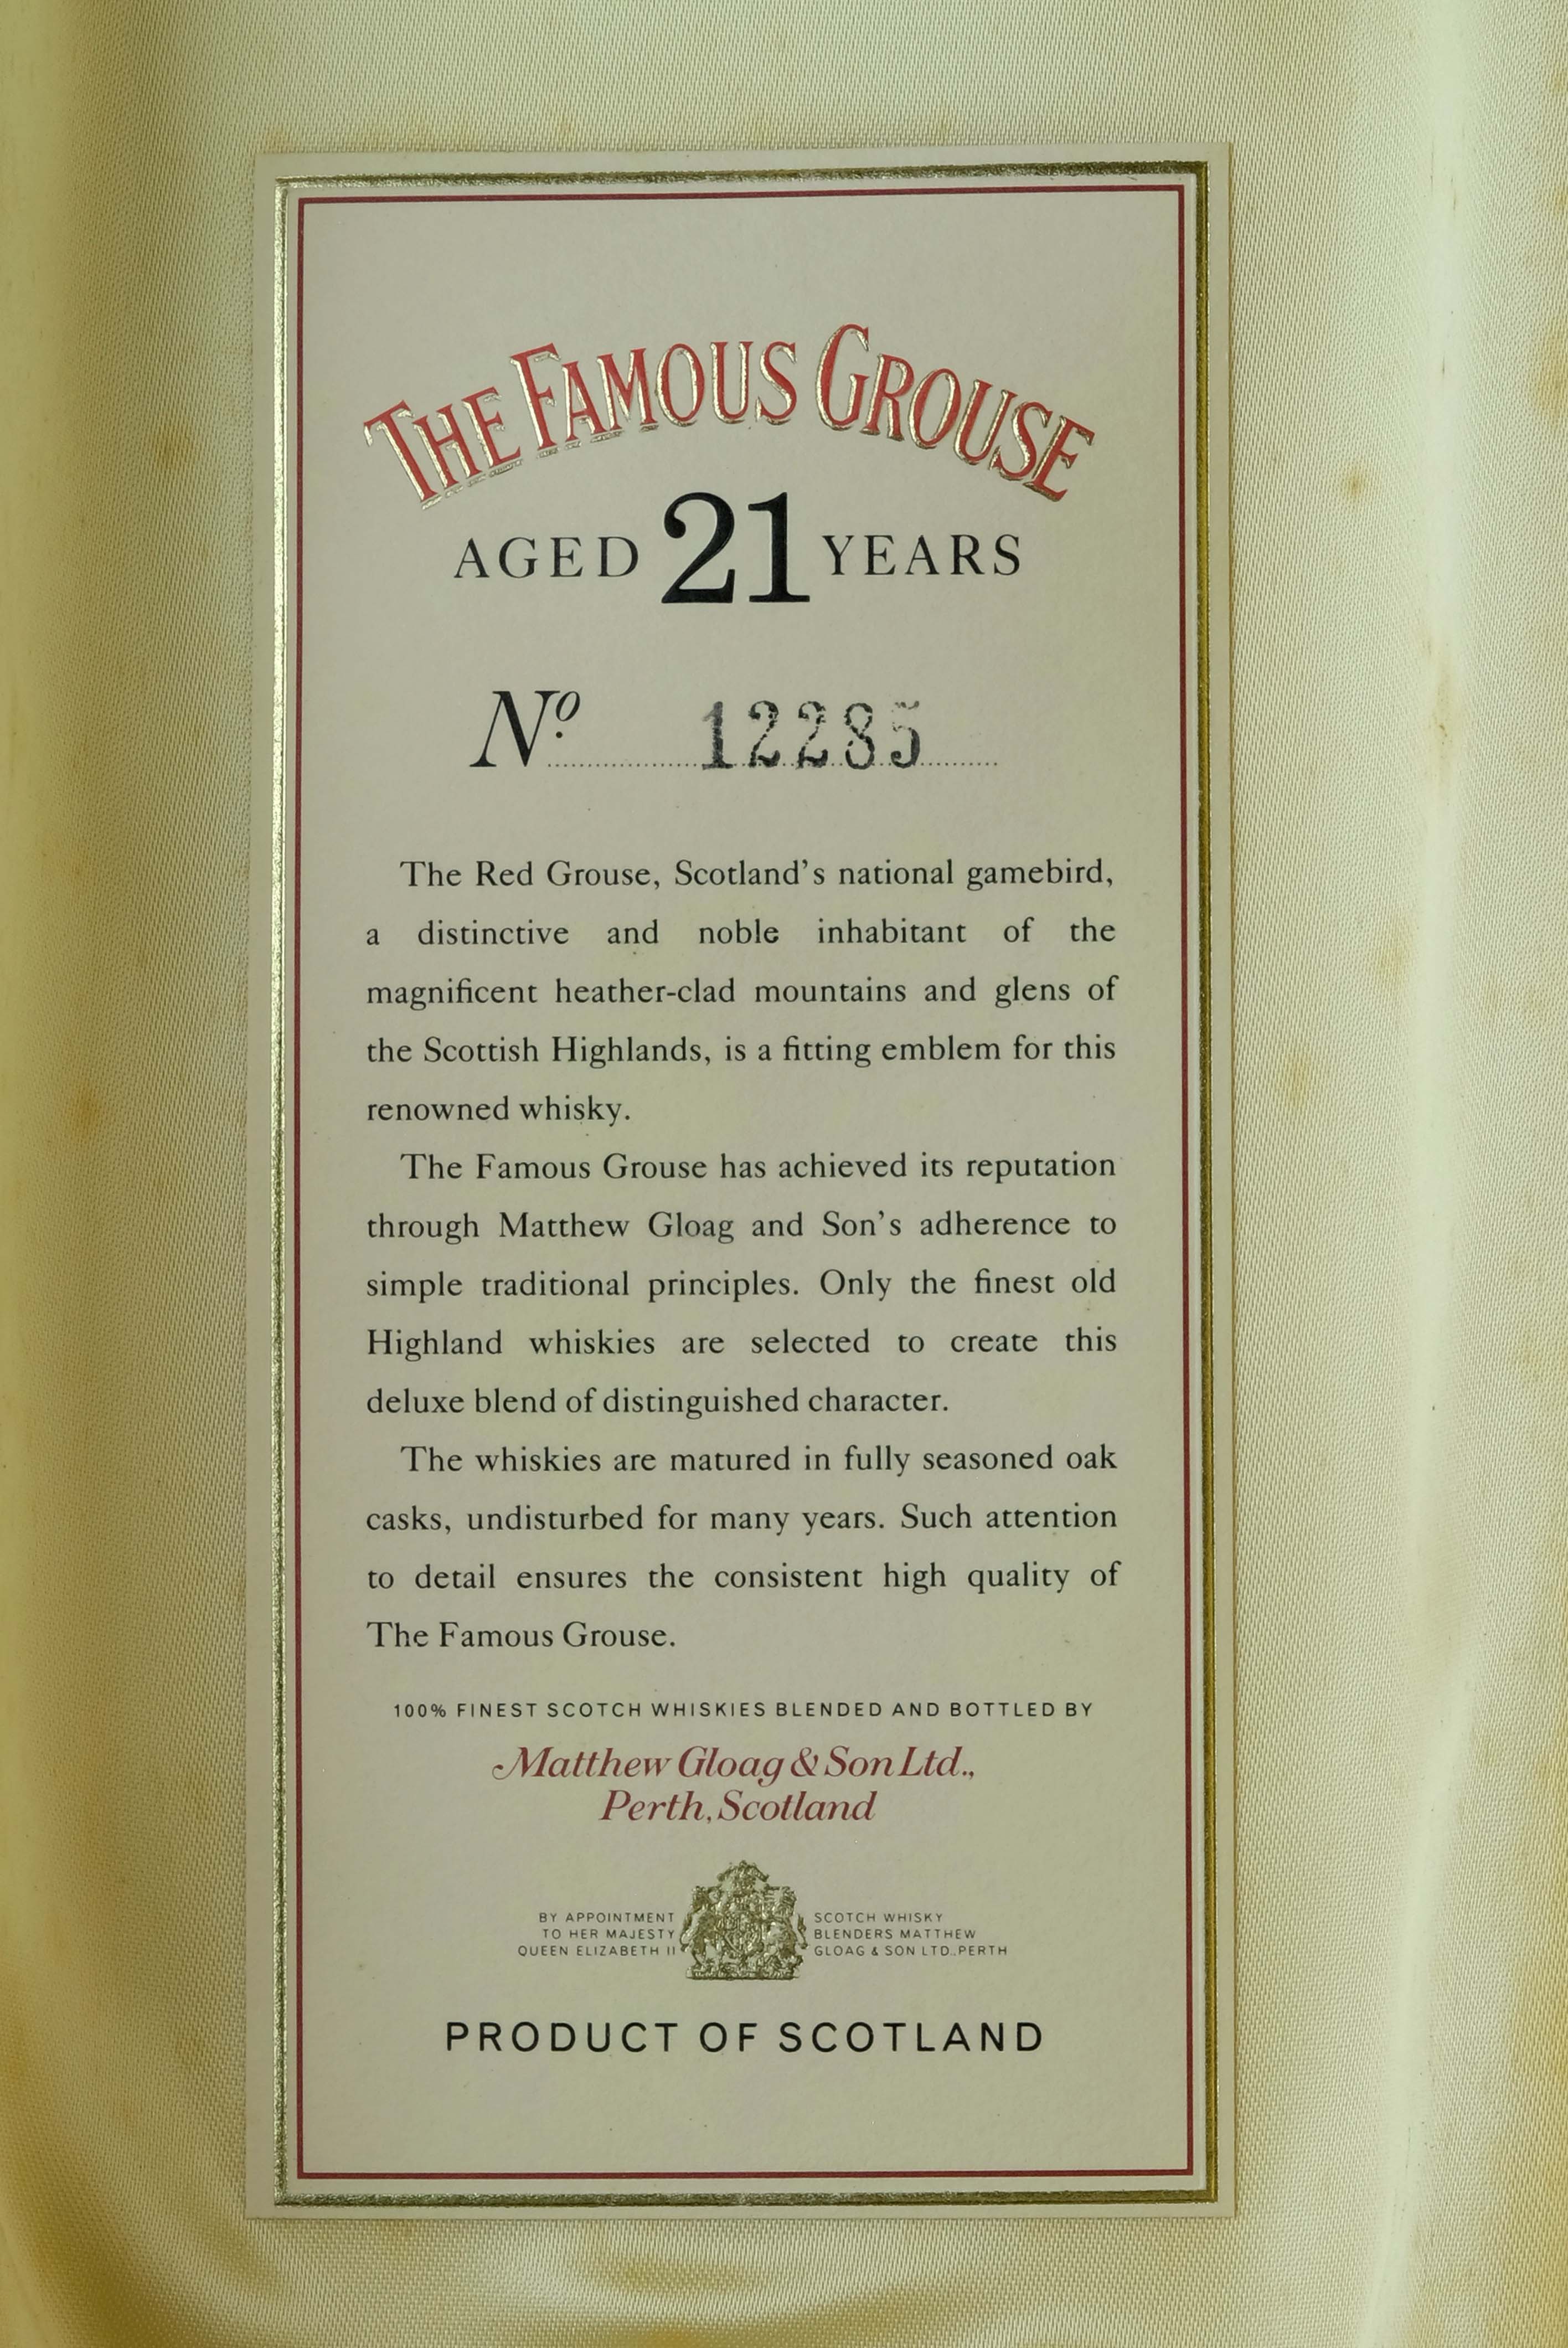 THE FAMOUS GROUSE
AGED 21 YEARS
Nº 12285
The Red Grouse, Scotland's national gamebird,
a distinctive and noble inhabitant of the
magnificent heather-clad mountains and glens of
the Scottish Highlands, is a fitting emblem for this
renowned whisky.
The Famous Grouse has achieved its reputation
through Matthew Gloag and Son's adherence to
simple traditional principles. Only the finest old
Highland whiskies are selected to create this
deluxe blend of distinguished character.
The whiskies are matured in fully seasoned oak
casks, undisturbed for many years. Such attention
to detail ensures the consistent high quality of
The Famous Grouse.
100% FINEST SCOTCH WHISKIES BLENDED AND BOTTLED BY
Matthew Gloag & Son Ltd.,
Perth, Scotland
BY APPOINTMENT
TO HER MAJESTY
QUEEN ELIZABETH II
SCOTCH WHISKY
BLENDERS MATTHEW
GLOAG & SON LTD., PERTH
PRODUCT OF SCOTLAND